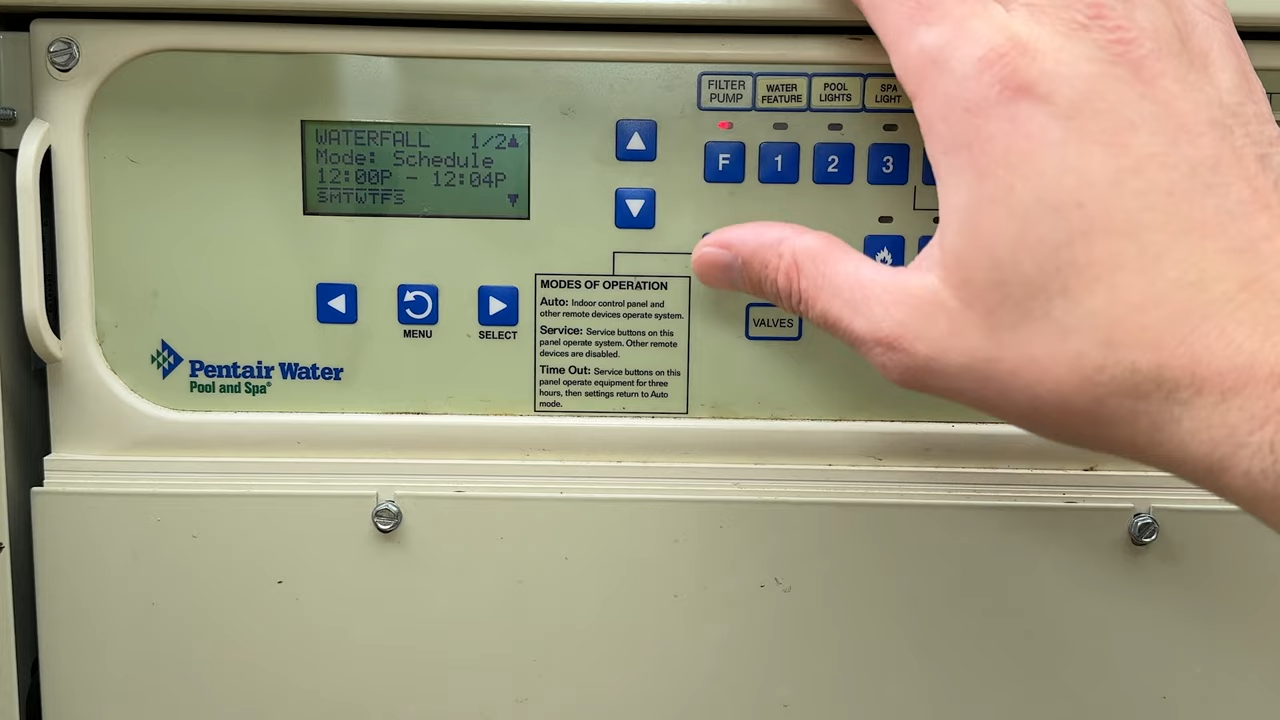 WATERFALL 1/2
Mode: Schedule
12:00P - 12:04P
SMTWTFS
FILTER
PUMP
WATER
FEATURE
POOL
LIGHTS
SPA
LIGHT
F 1 2 3
MENU
SELECT
MODES OF OPERATION
Auto: Indoor control panel and
other remote devices operate system.
Service: Service buttons on this
panel operate system. Other remote
devices are disabled.
Time Out: Service buttons on this
panel operate equipment for three
hours, then settings return to Auto
mode.
VALVES
Pentair Water
Pool and Spa®